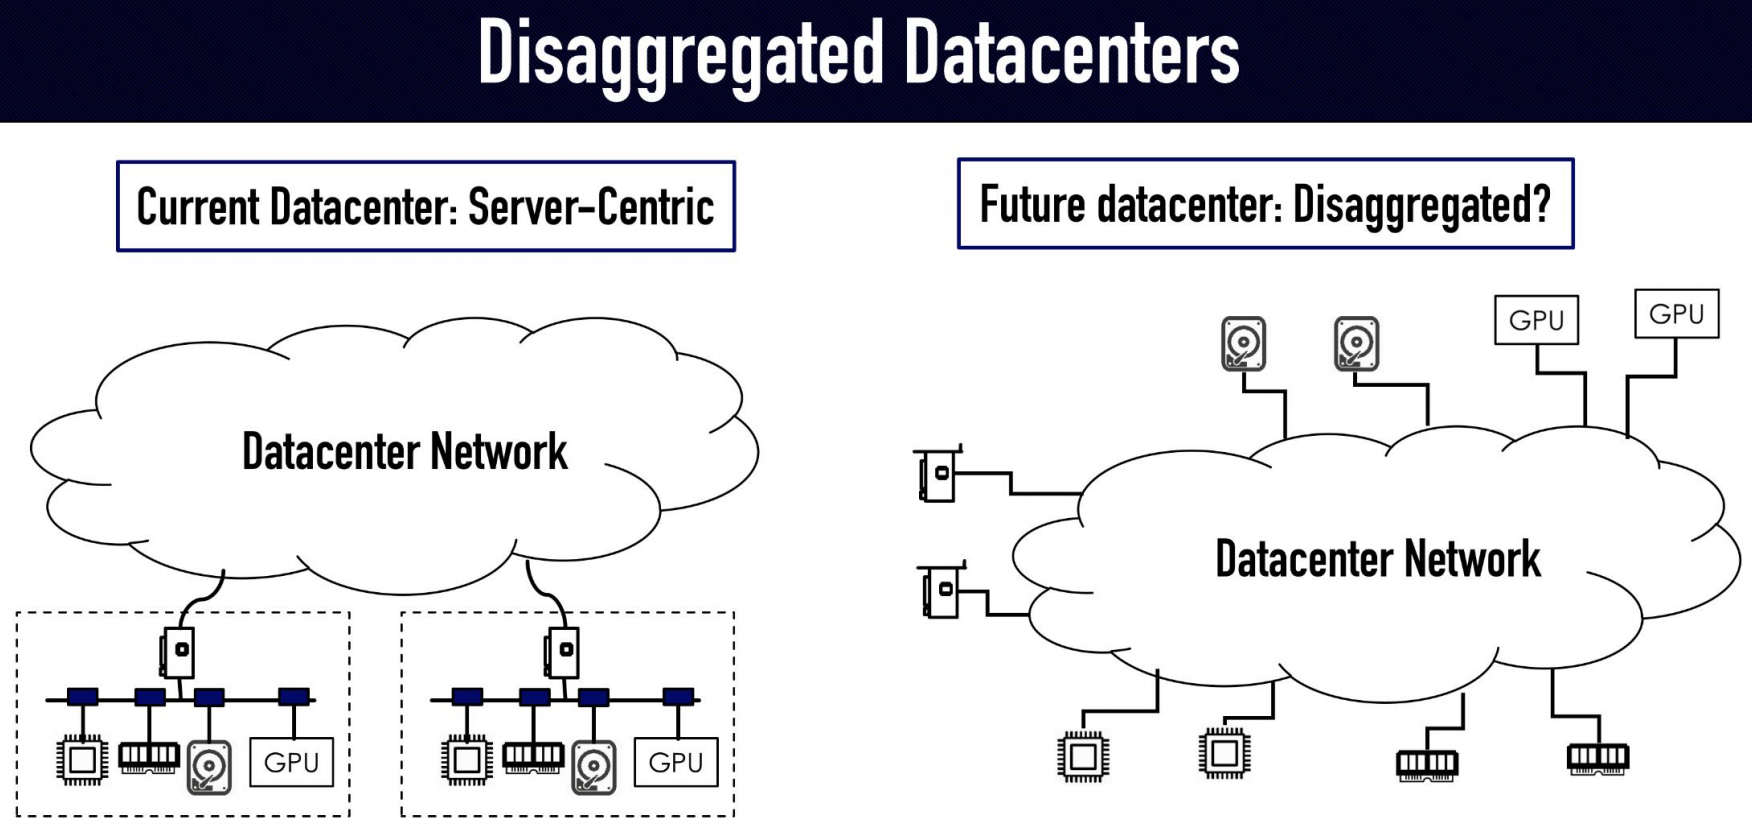 Disaggregated Datacenters
Current Datacenter: Server-Centric
Datacenter Network
GPU
GPU
Future datacenter: Disaggregated?
GPU
GPU
Datacenter Network